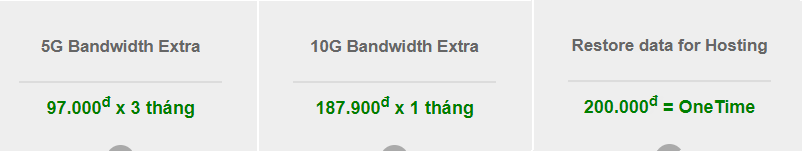 5G Bandwidth Extra
97.000đ x 3 tháng
10G Bandwidth Extra
187.900đ x 1 tháng
Restore data for Hosting
200.000đ = OneTime